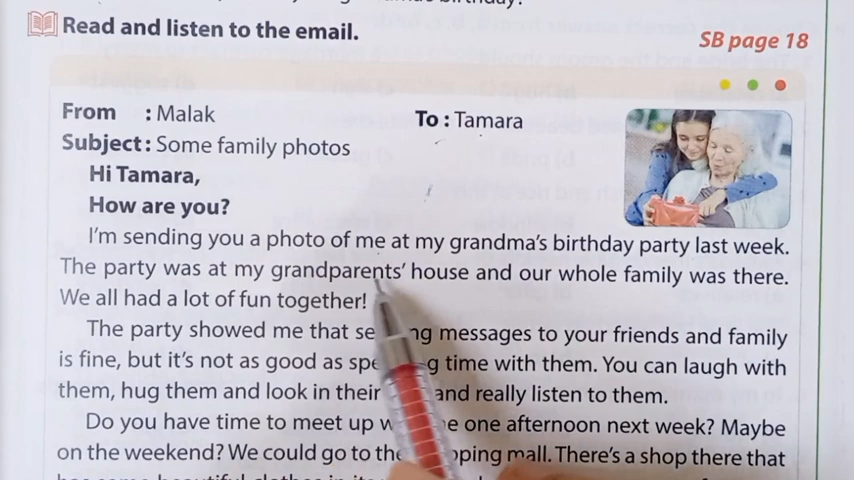 Read and listen to the email.
SB page 18
From : Malak To : Tamara
Subject : Some family photos
Hi Tamara,
How are you?
I'm sending you a photo of me at my grandma's birthday party last week.
The party was at my grandparents' house and our whole family was there.
We all had a lot of fun together!
The party showed me that messages to your friends and family
is fine, but it's not as good as time with them. You can laugh with
them, hug them and look in their and really listen to them.
Do you have time to meet up one afternoon next week? Maybe
on the weekend? We could go to the mall. There's a shop there that